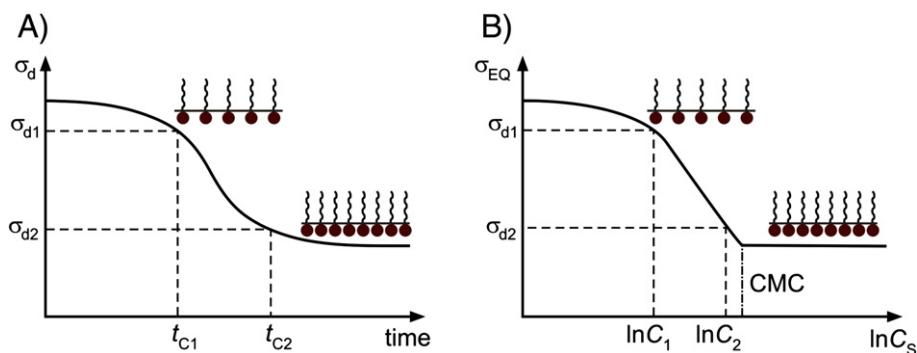 A)
σd
σd1
σd2
tC1
tC2
time
B)
σEQ
σd1
σd2
CMC
lnC1
lnC2
lnCS